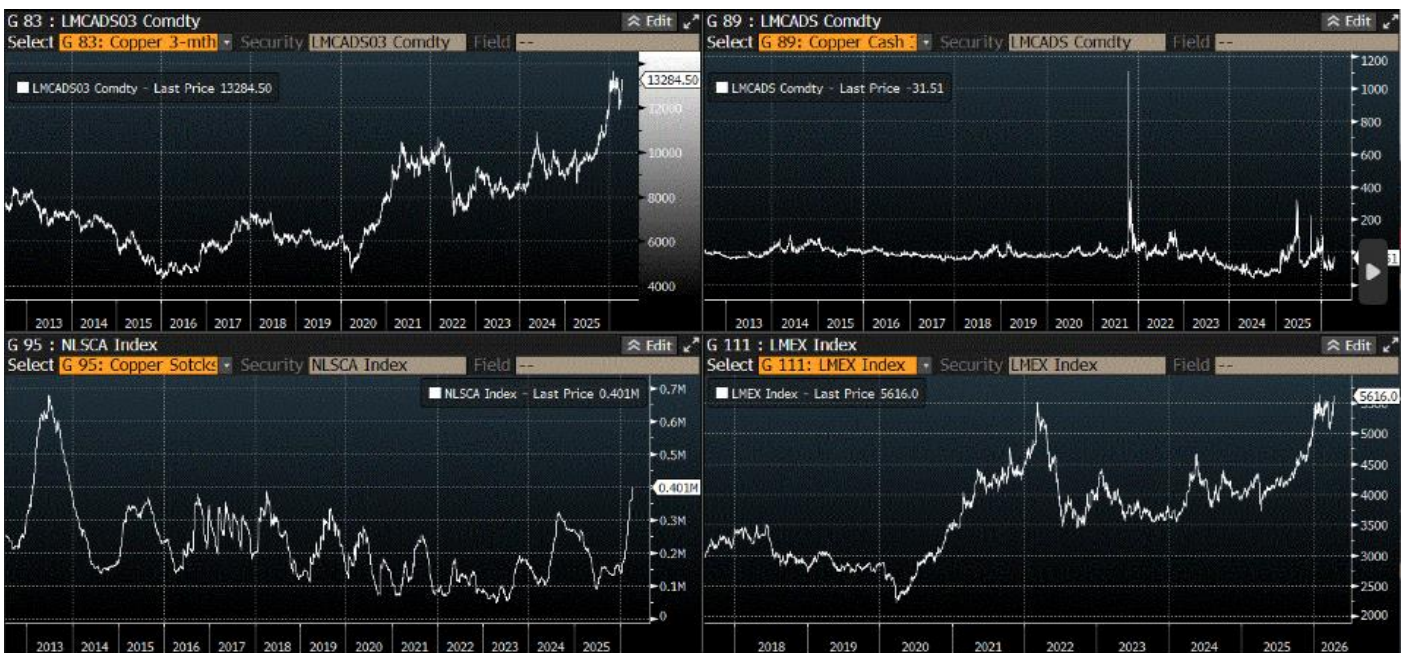 G 83 : LMCADS03 Comdty
Edit
Select G 83: Copper 3-mth Security LMCADS03 Comdty Field --
LMCADS03 Comdty - Last Price 13284.50
13284.50
12000
10000
8000
6000
4000
2013 2014 2015 2016 2017 2018 2019 2020 2021 2022 2023 2024 2025
G 89 : LMCADS Comdty
Edit
Select G 89: Copper Cash Security LMCADS Comdty Field --
LMCADS Comdty - Last Price -31.51
1200
1000
800
600
400
200
51
2013 2014 2015 2016 2017 2018 2019 2020 2021 2022 2023 2024 2025
G 95 : NLSCA Index
Edit
Select G 95: Copper Sotcks Security NLSCA Index Field --
NLSCA Index - Last Price 0.401M
0.7M
0.6M
0.5M
0.401M
0.3M
0.2M
0.1M
0
2013 2014 2015 2016 2017 2018 2019 2020 2021 2022 2023 2024 2025
G 111 : LMEX Index
Edit
Select G 111: LMEX Index Security LMEX Index Field --
LMEX Index - Last Price 5616.0
5616.0
5000
4500
4000
3500
3000
2500
2000
2018 2019 2020 2021 2022 2023 2024 2025 2026